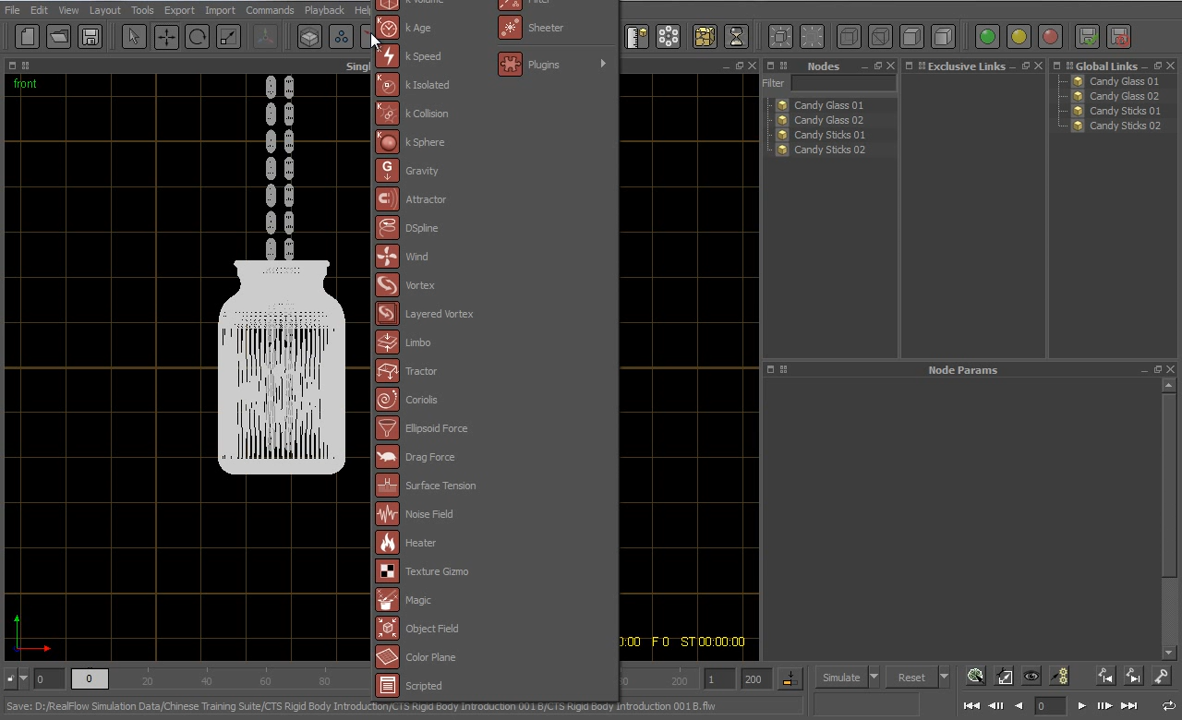 File Edit View Layout Tools Export Import Commands Playback
k Age
k Speed
k Isolated
k Collision
k Sphere
Gravity
Attractor
DSpline
Wind
Vortex
Layered Vortex
Limbo
Tractor
Coriolis
Ellipsoid Force
Drag Force
Surface Tension
Noise Field
Heater
Texture Gizmo
Magic
Object Field
Color Plane
Scripted
Sheeter
Plugins
front
Nodes
Filter
Candy Glass 01
Candy Glass 02
Candy Sticks 01
Candy Sticks 02
Exclusive Links
Global Links
Candy Glass 01
Candy Glass 02
Candy Sticks 01
Candy Sticks 02
Node Params
F 0 ST 00:00:00
0 0 20 40 60 80 200 1 200
Simulate Reset
0
Save: D:/RealFlow Simulation Data/Chinese Training Suite/CTS Rigid Body Introduction/CTS Rigid Body Introduction 001 B/CTS Rigid Body Introduction 001 B.flw